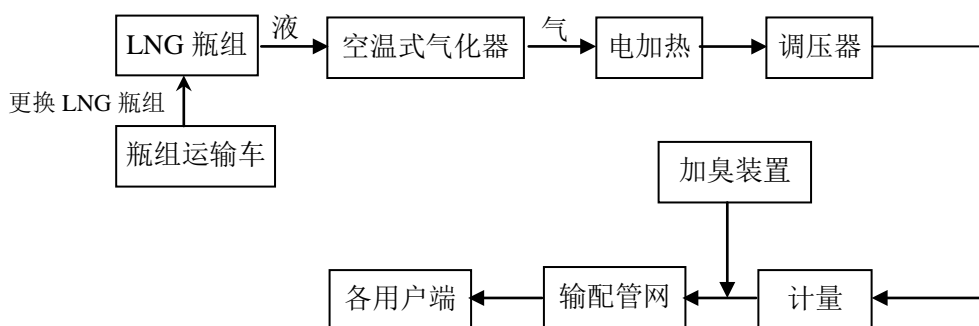 LNG 瓶组
液
空温式气化器
气
电加热
调压器
更换 LNG 瓶组
瓶组运输车
加臭装置
各用户端
输配管网
计量